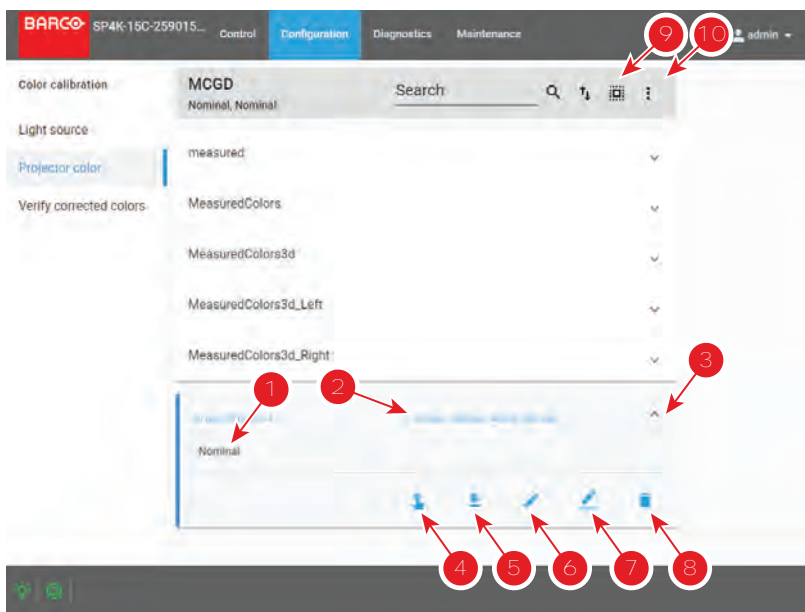 BARCO SP4K-15C-259015... Control Configuration Diagnostics Maintenance 9 10 admin
Color calibration
MCGD
Nominal, Nominal
Search
Light source
Projector color
Verify corrected colors
measured
MeasuredColors
MeasuredColors3d
MeasuredColors3d_Left
MeasuredColors3d_Right
3
1
2
Nominal
4 5 6 7 8